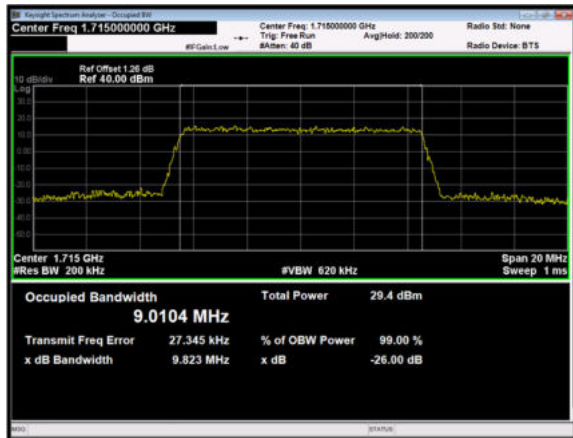 Keysight Spectrum Analyzer - Occupied BW
Center Freq 1.715000000 GHz
Center Freq: 1.715000000 GHz
Radio Std: None
Trig: Free Run
Avg|Hold: 200/200
#IFGain:Low
#Atten: 40 dB
Radio Device: BTS
Ref Offset 1.26 dB
10 dB/div
Ref 40.00 dBm
Log
30.0
20.0
10.0
0.00
-10.0
-20.0
-30.0
-40.0
-50.0
Center 1.715 GHz
Span 20 MHz
#Res BW 200 kHz
#VBW 620 kHz
Sweep 1 ms
Occupied Bandwidth
Total Power
29.4 dBm
9.0104 MHz
Transmit Freq Error
27.345 kHz
% of OBW Power
99.00 %
x dB Bandwidth
9.823 MHz
x dB
-26.00 dB
MSG
STATUS